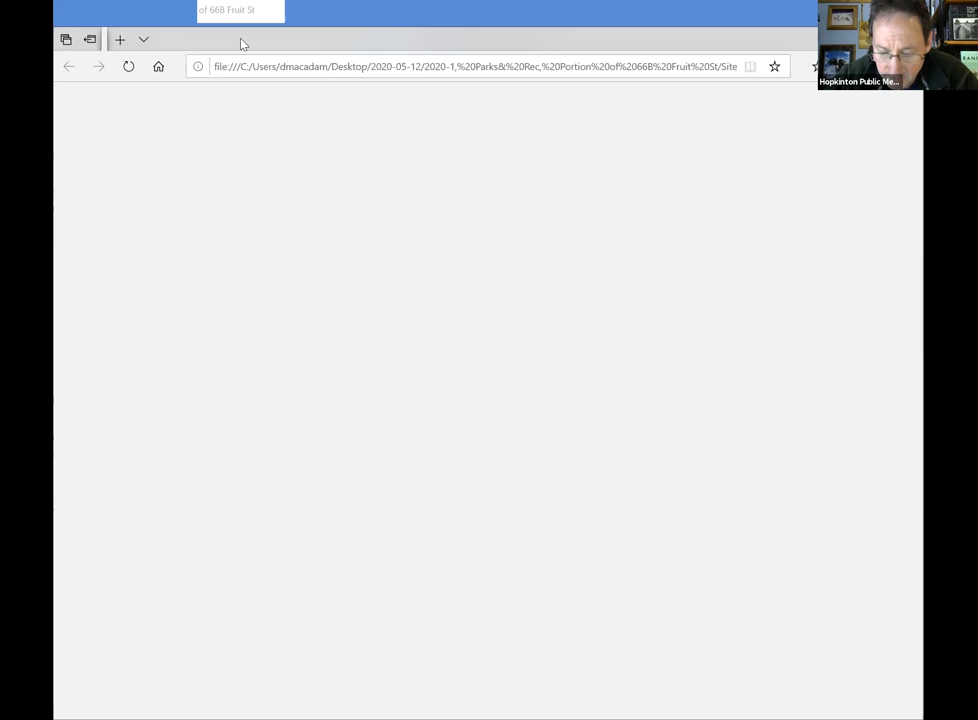 of 66B Fruit St
file:///C:/Users/dmacadam/Desktop/2020-05-12/2020-1,%20Parks&%20Rec,%20Portion%20of%2066B%20Fruit%20St/Site
Hopkinton Public Me...